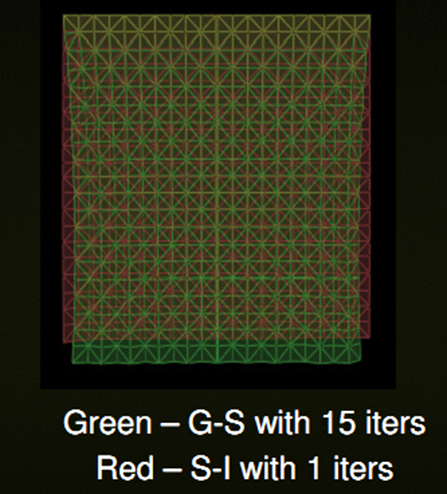 Green – G-S with 15 iters
Red – S-I with 1 iters